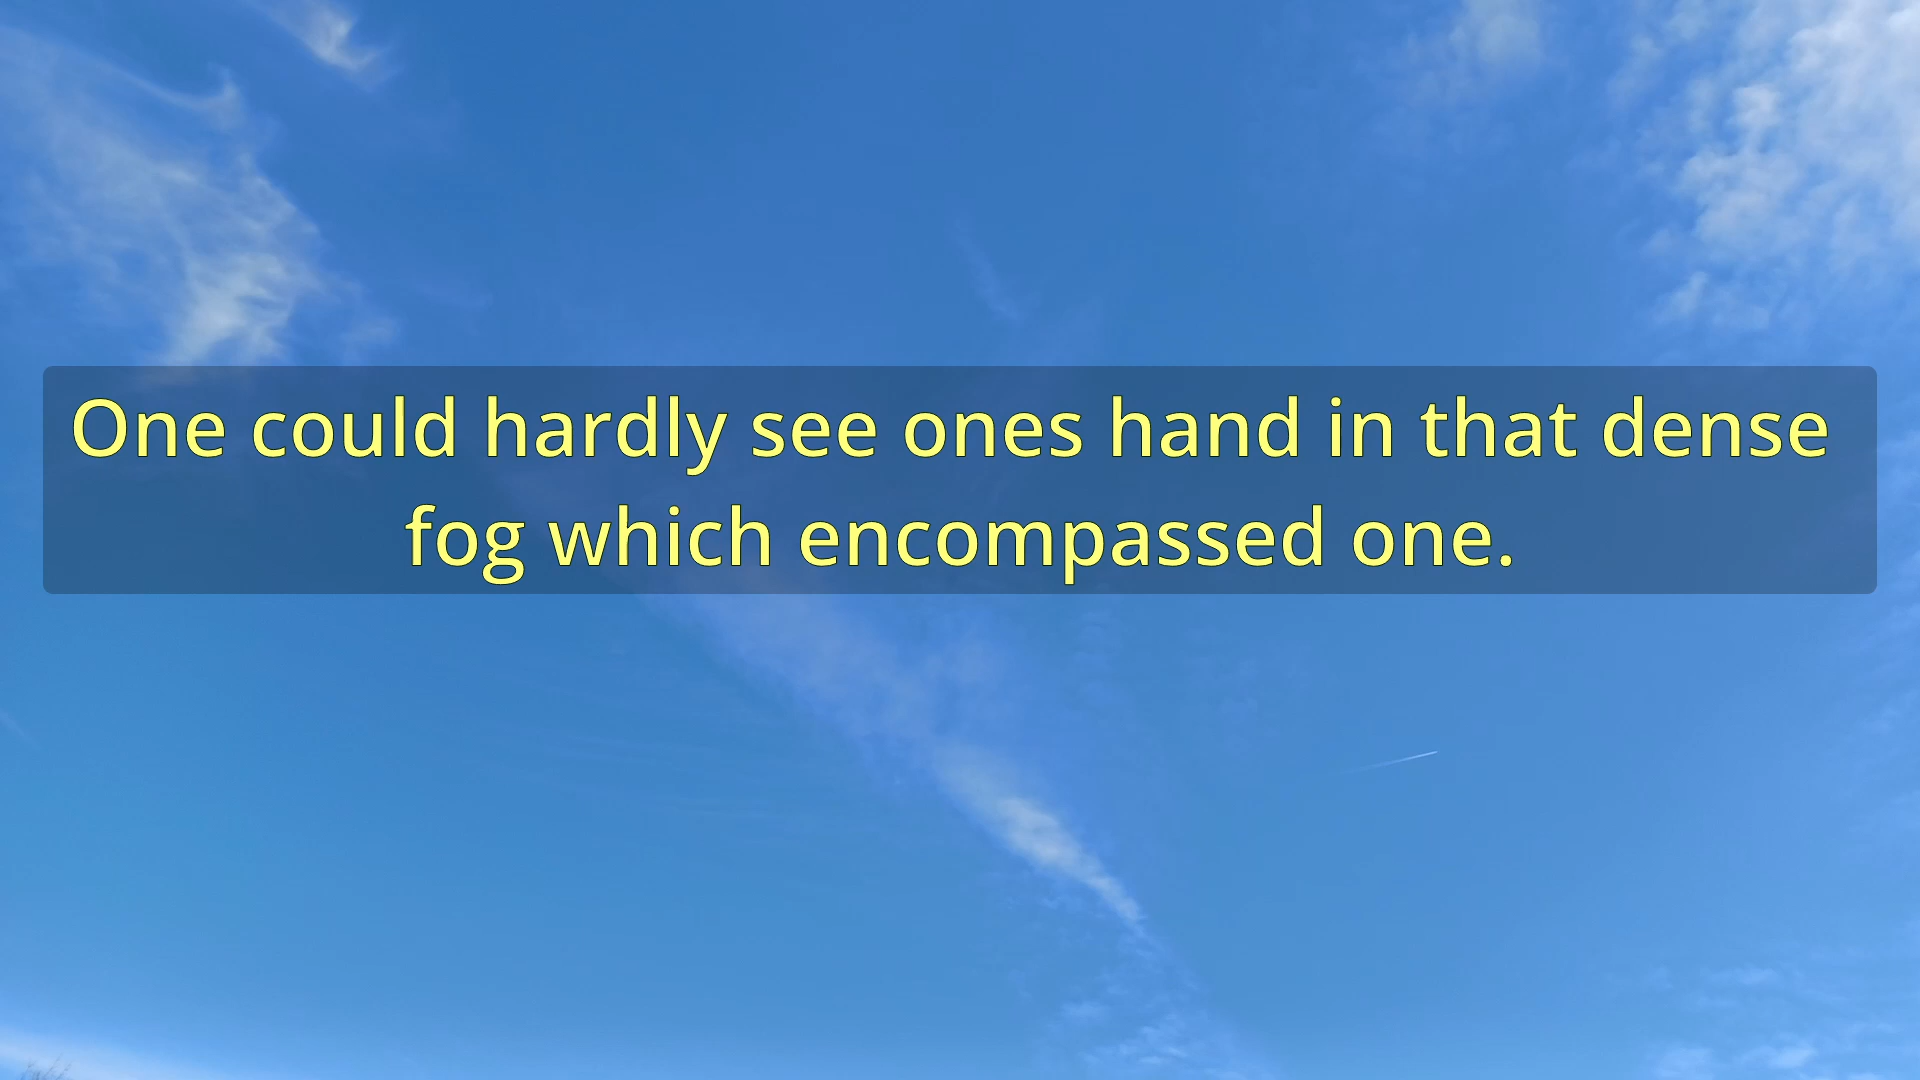 One could hardly see ones hand in that dense
fog which encompassed one.